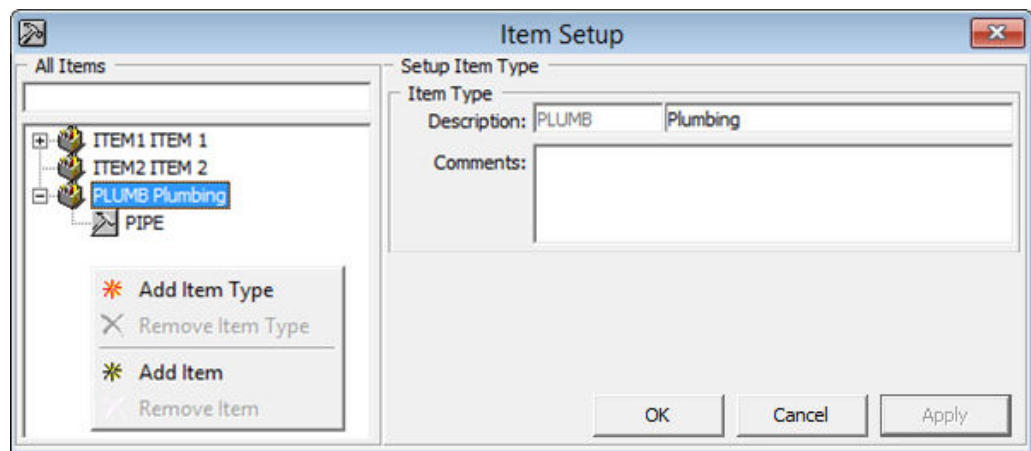 Item Setup
All Items
ITEM1 ITEM 1
ITEM2 ITEM 2
PLUMB Plumbing
PIPE
Add Item Type
Remove Item Type
Add Item
Remove Item
Setup Item Type
Item Type
Description: PLUMB Plumbing
Comments:
OK Cancel Apply